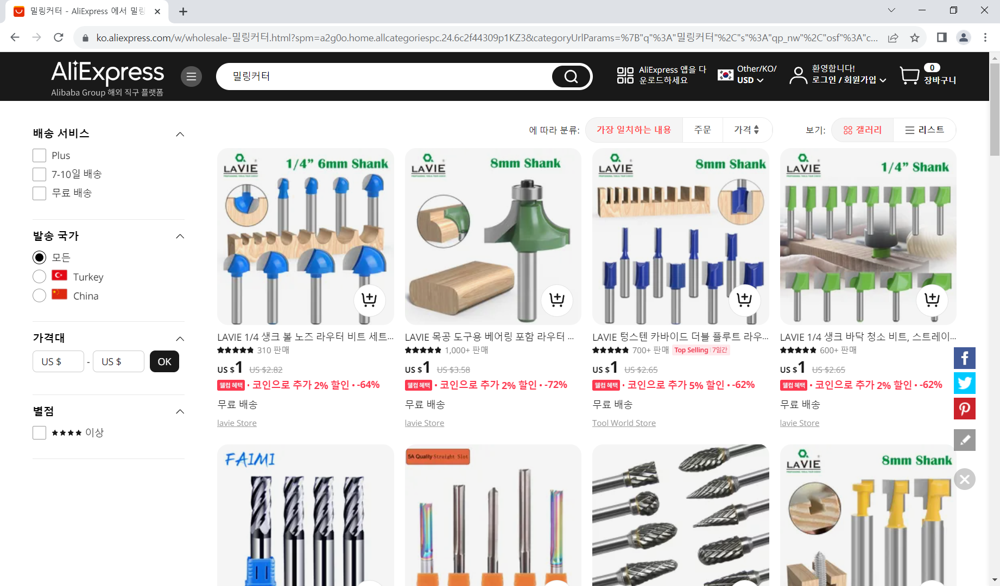 밀링커터 - AliExpress 에서 밀링
ko.aliexpress.com/w/wholesale-밀링커터.html?spm=a2g0o.home.allcategoriespc.24.6c2f44309p1KZ3&categoryUrlParams=%7B"q"%3A"밀링커터"%2C"s"%3A"qp_nw"%2C"osf"%3A"c...
AliExpress
Alibaba Group 해외 직구 플랫폼
밀링커터
AliExpress 앱을 다
운로드하세요
Other/KO/
USD
환영합니다!
로그인 / 회원가입
0
장바구니
에 따라 분류:
가장 일치하는 내용
주문
가격
보기:
갤러리
리스트
배송 서비스
Plus
7-10일 배송
무료 배송
발송 국가
모든
Turkey
China
가격대
US $
-
US $
OK
별점
이상
LAVIE
1/4” 6mm Shank
LAVIE 1/4 생크 볼 노즈 라우터 비트 세트...
310 판매
US $1 US $2.82
웰컴 혜택 · 코인으로 추가 2% 할인 · -64%
무료 배송
lavie Store
LAVIE
8mm Shank
LAVIE 목공 도구용 베어링 포함 라우터 ...
1,000+ 판매
US $1 US $3.58
웰컴 혜택 · 코인으로 추가 2% 할인 · -72%
무료 배송
lavie Store
LAVIE
8mm Shank
LAVIE 텅스텐 카바이드 더블 플루트 라우...
700+ 판매 Top Selling 7일간
US $1 US $2.65
웰컴 혜택 · 코인으로 추가 5% 할인 · -62%
무료 배송
Tool World Store
LAVIE
1/4” Shank
LAVIE 1/4 생크 바닥 청소 비트, 스트레이...
600+ 판매
US $1 US $2.65
웰컴 혜택 · 코인으로 추가 2% 할인 · -62%
무료 배송
lavie Store
FAIMI
5A Quality Straight Slot
LAVIE
8mm Shank